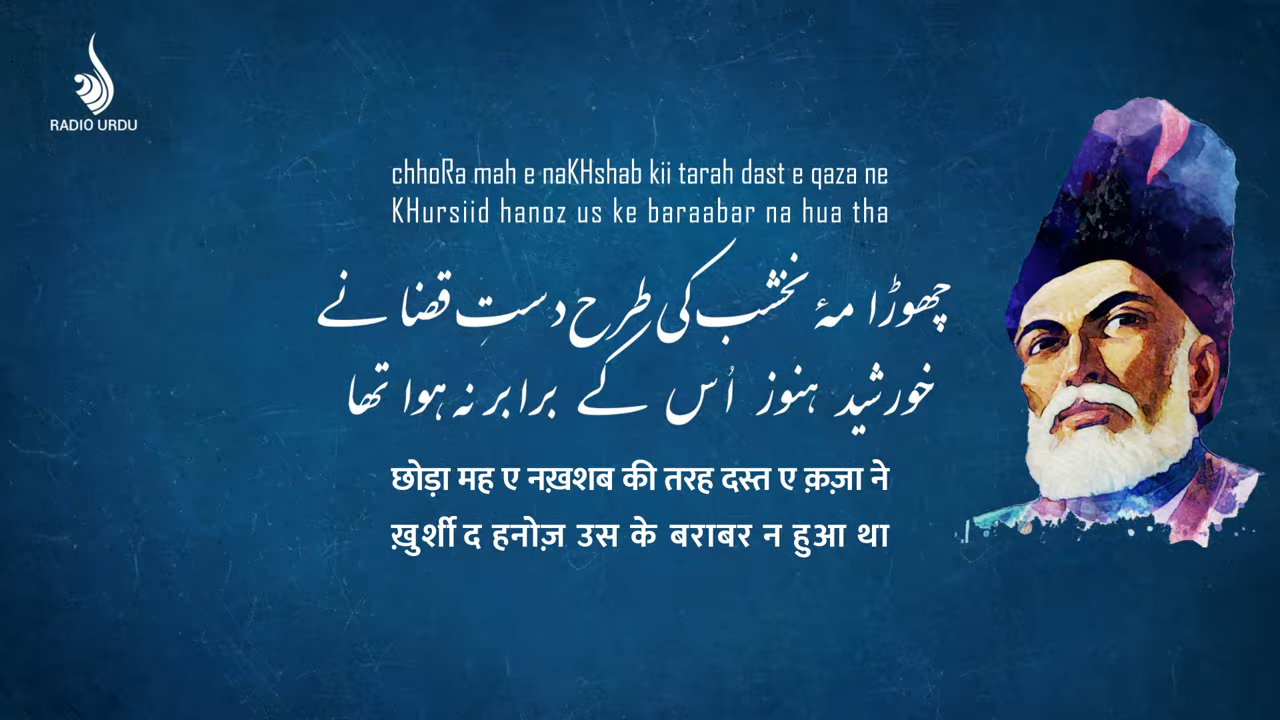 RADIO URDU
chhoRa mah e naKHshab kii tarah dast e qaza ne
KHursiid hanoz us ke baraabar na hua tha
چھوڑا مۂ نخشب کی طرح دستِ قضا نے
خورشید ہنوز اُس کے برابر نہ ہوا تھا
छोड़ा मह ए नख़शब की तरह दस्त ए क़ज़ा ने
ख़ुर्शी द हनोज़ उस के बराबर न हुआ था